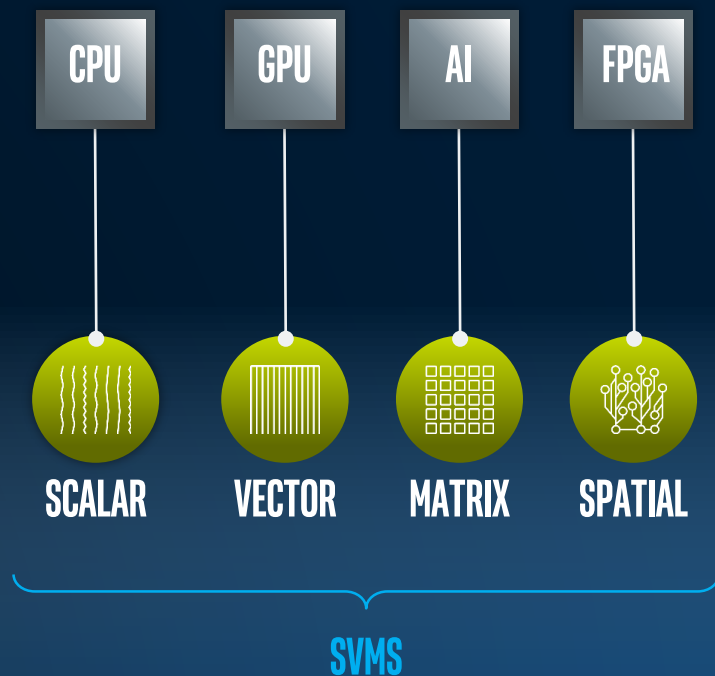 CPU GPU AI FPGA
SCALAR VECTOR MATRIX SPATIAL
SVMS